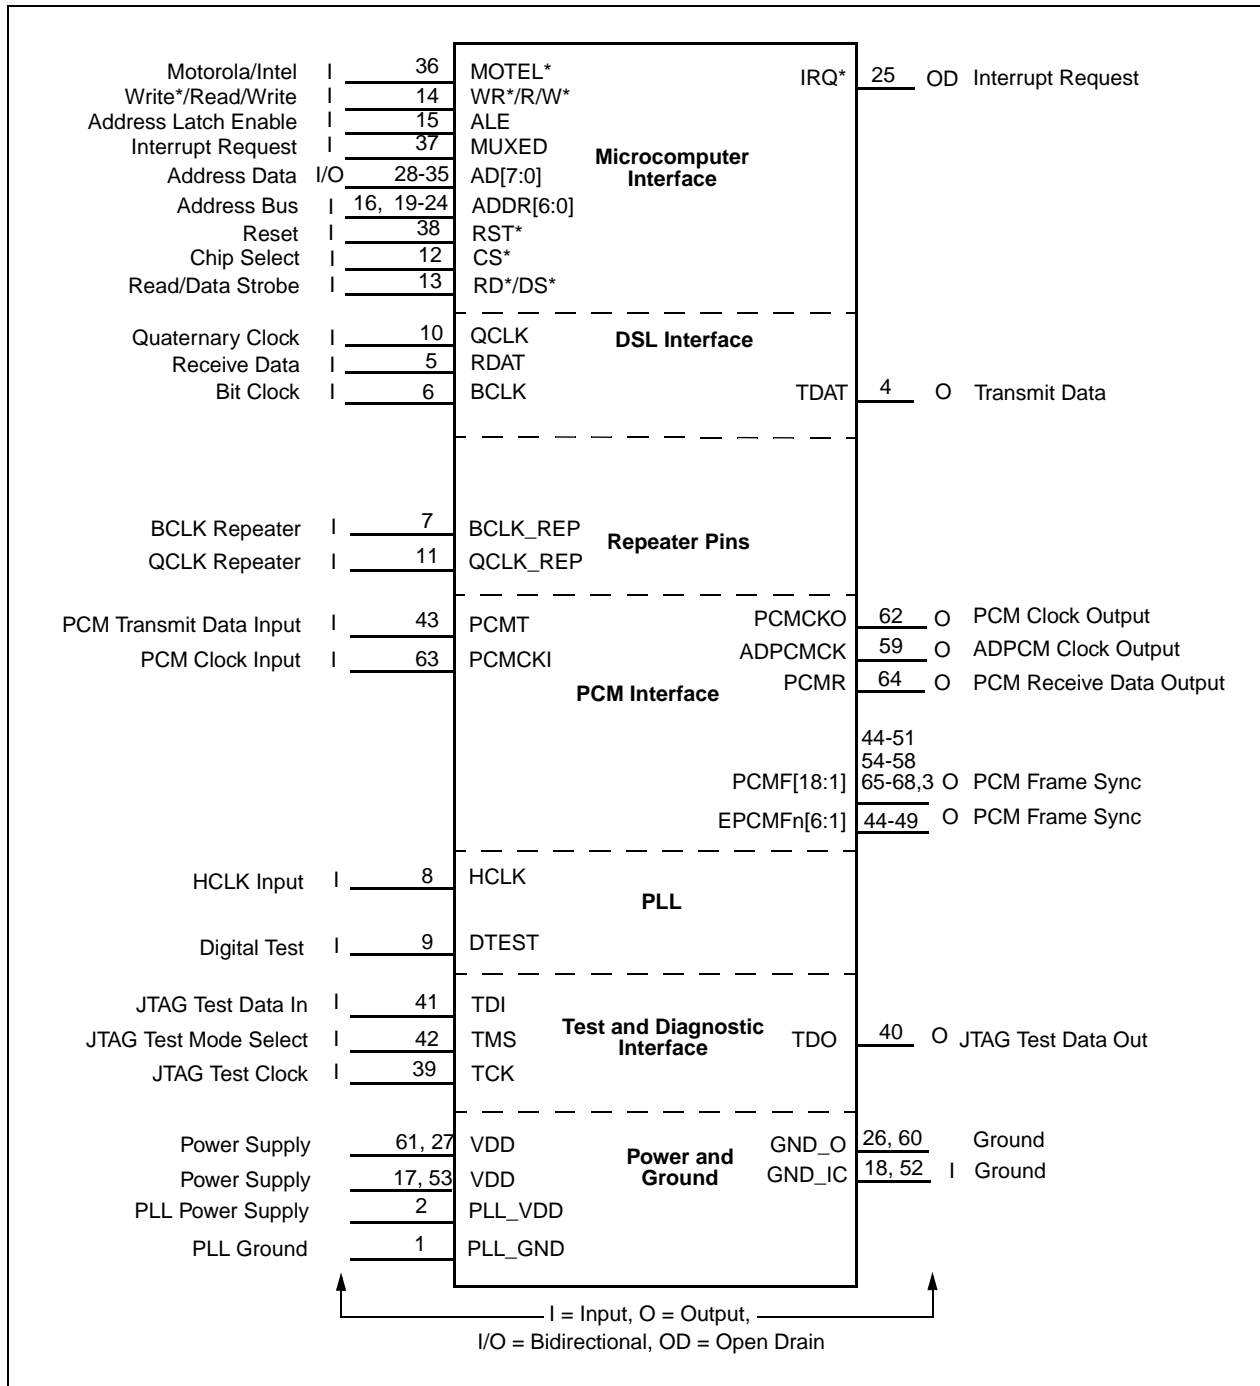 Motorola/Intel I 36 MOTEL* IRQ* 25 OD Interrupt Request
Write*/Read/Write I 14 WR*/R/W*
Address Latch Enable I 15 ALE
Interrupt Request I 37 MUXED
Microcomputer
Interface
Address Data I/O 28-35 AD[7:0]
Address Bus I 16, 19-24 ADDR[6:0]
Reset I 38 RST*
Chip Select I 12 CS*
Read/Data Strobe I 13 RD*/DS*
Quaternary Clock I 10 QCLK DSL Interface
Receive Data I 5 RDAT
Bit Clock I 6 BCLK TDAT 4 O Transmit Data
BCLK Repeater I 7 BCLK_REP Repeater Pins
QCLK Repeater I 11 QCLK_REP
PCM Transmit Data Input I 43 PCMT PCMCKO 62 O PCM Clock Output
PCM Clock Input I 63 PCMCKI ADPCMCK 59 O ADPCM Clock Output
PCM Interface PCMR 64 O PCM Receive Data Output
44-51
54-58
PCMF[18:1] 65-68,3 O PCM Frame Sync
EPCMFn[6:1] 44-49 O PCM Frame Sync
HCLK Input I 8 HCLK PLL
Digital Test I 9 DTEST
JTAG Test Data In I 41 TDI
Test and Diagnostic
Interface
JTAG Test Mode Select I 42 TMS TDO 40 O JTAG Test Data Out
JTAG Test Clock I 39 TCK
Power Supply 61, 27 VDD GND_O 26, 60 Ground
Power and
Ground
Power Supply 17, 53 VDD GND_IC 18, 52 I Ground
PLL Power Supply 2 PLL_VDD
PLL Ground 1 PLL_GND
I = Input, O = Output,
I/O = Bidirectional, OD = Open Drain